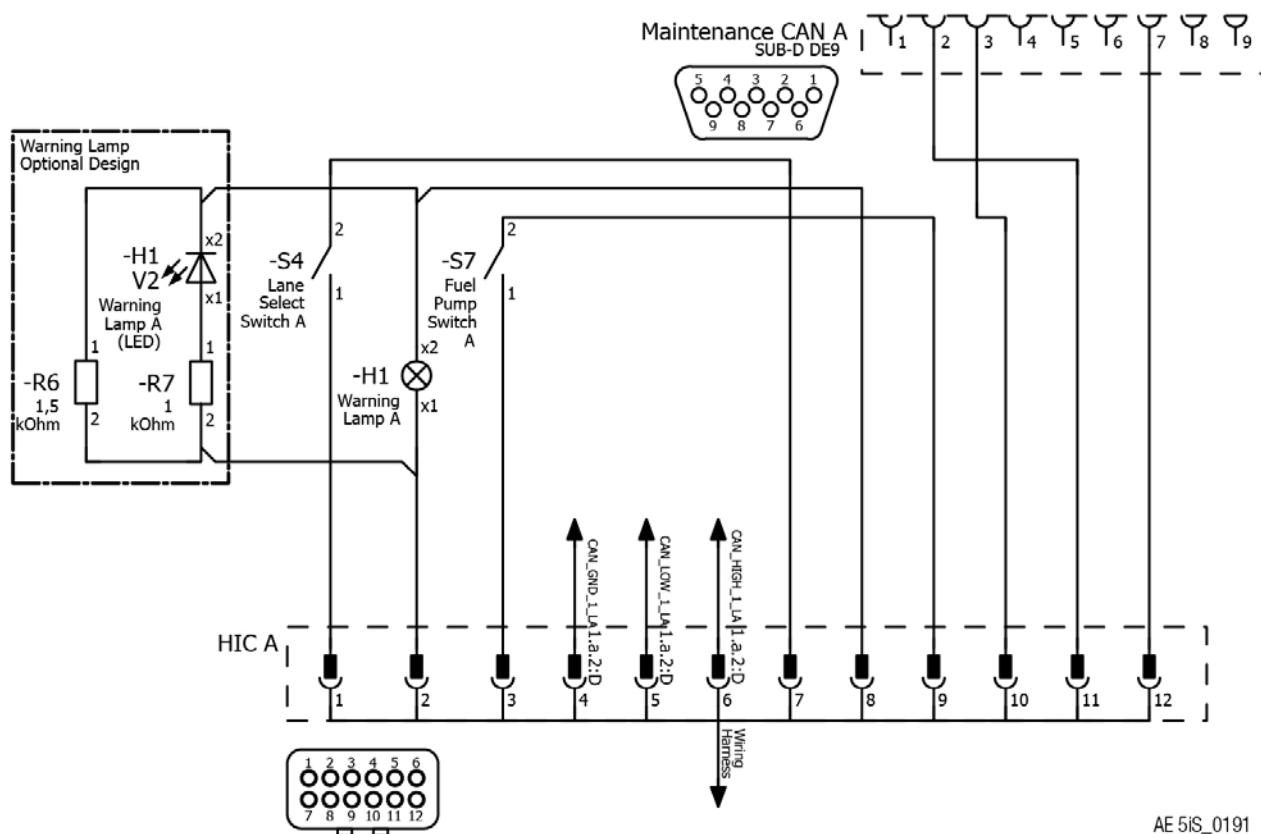 Maintenance CAN A
SUB-D DE9
1 2 3 4 5 6 7 8 9
5 4 3 2 1
9 8 7 6
Warning Lamp
Optional Design
x2
-H1
V2
x1
Warning
Lamp A
(LED)
1
-R6
1,5
kOhm
2
1
-R7
1
kOhm
2
2
-S4
Lane
Select
Switch A
1
x2
-H1
x1
Warning
Lamp A
2
-S7
Fuel
Pump
Switch
A
1
CAN_GND_1_LA 1.a.2:D
CAN_LOW_1_LA 1.a.2:D
CAN_HIGH_1_LA 1.a.2:D
HIC A
1 2 3 4 5 6 7 8 9 10 11 12
Wiring
Harness
1 2 3 4 5 6
7 8 9 10 11 12
AE 5iS_0191